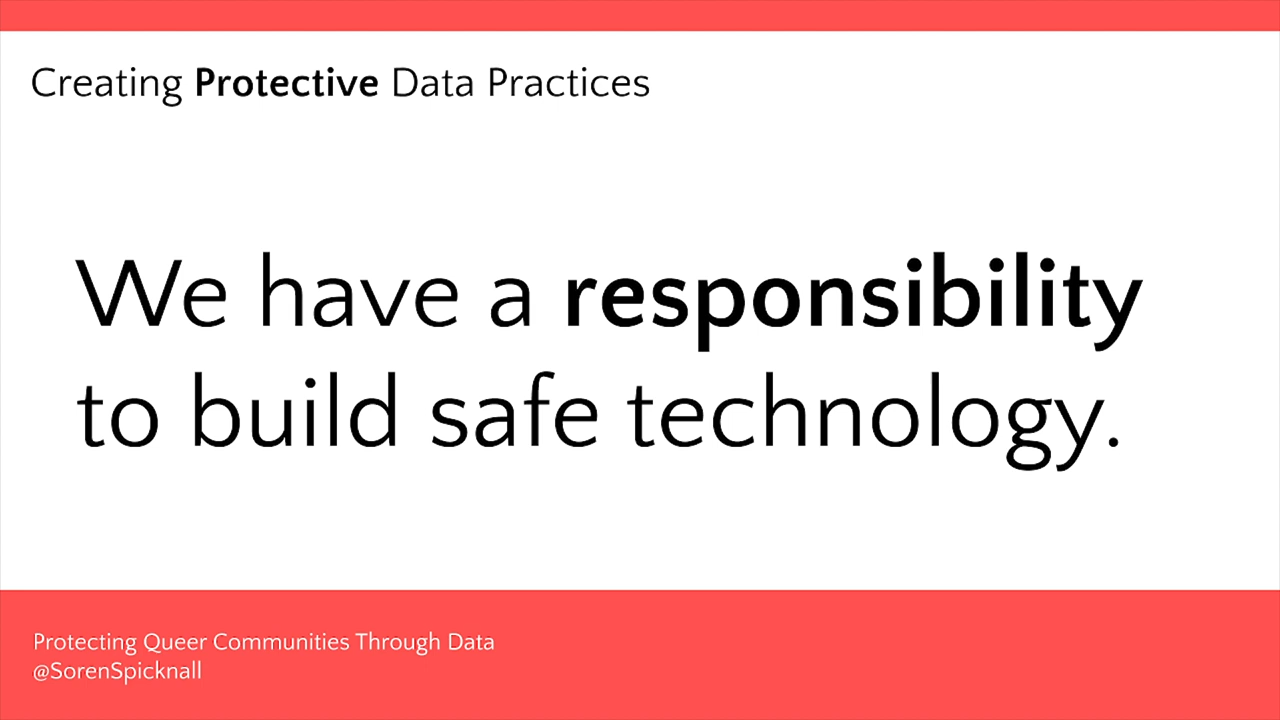 Creating Protective Data Practices
We have a responsibility
to build safe technology.
Protecting Queer Communities Through Data
@SorenSpicknall